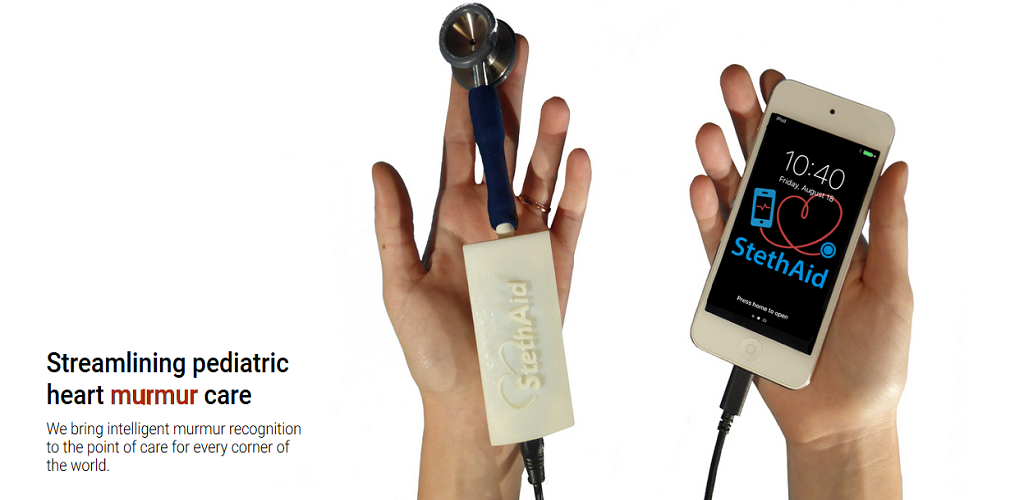 Streamlining pediatric
heart murmur care
We bring intelligent murmur recognition
to the point of care for every corner of
the world.
StethAid
iPod
10:40
Friday, August 18
StethAid
Press home to open